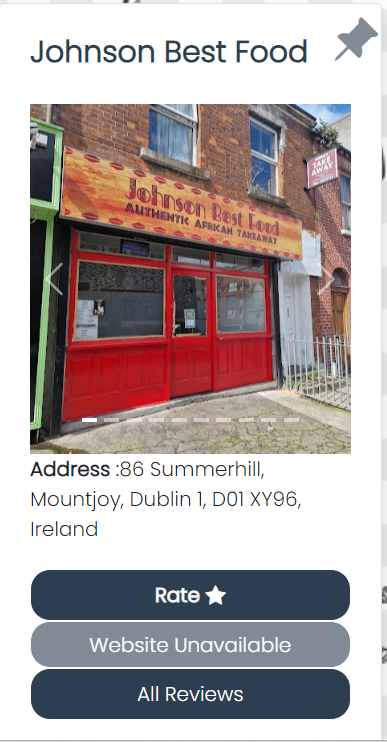 Johnson Best Food
TAKE
AWAY
Johnson Best Food
AUTHENTIC AFRICAN TAKEAWAY
Address :86 Summerhill,
Mountjoy, Dublin 1, D01 XY96,
Ireland
Rate
Website Unavailable
All Reviews